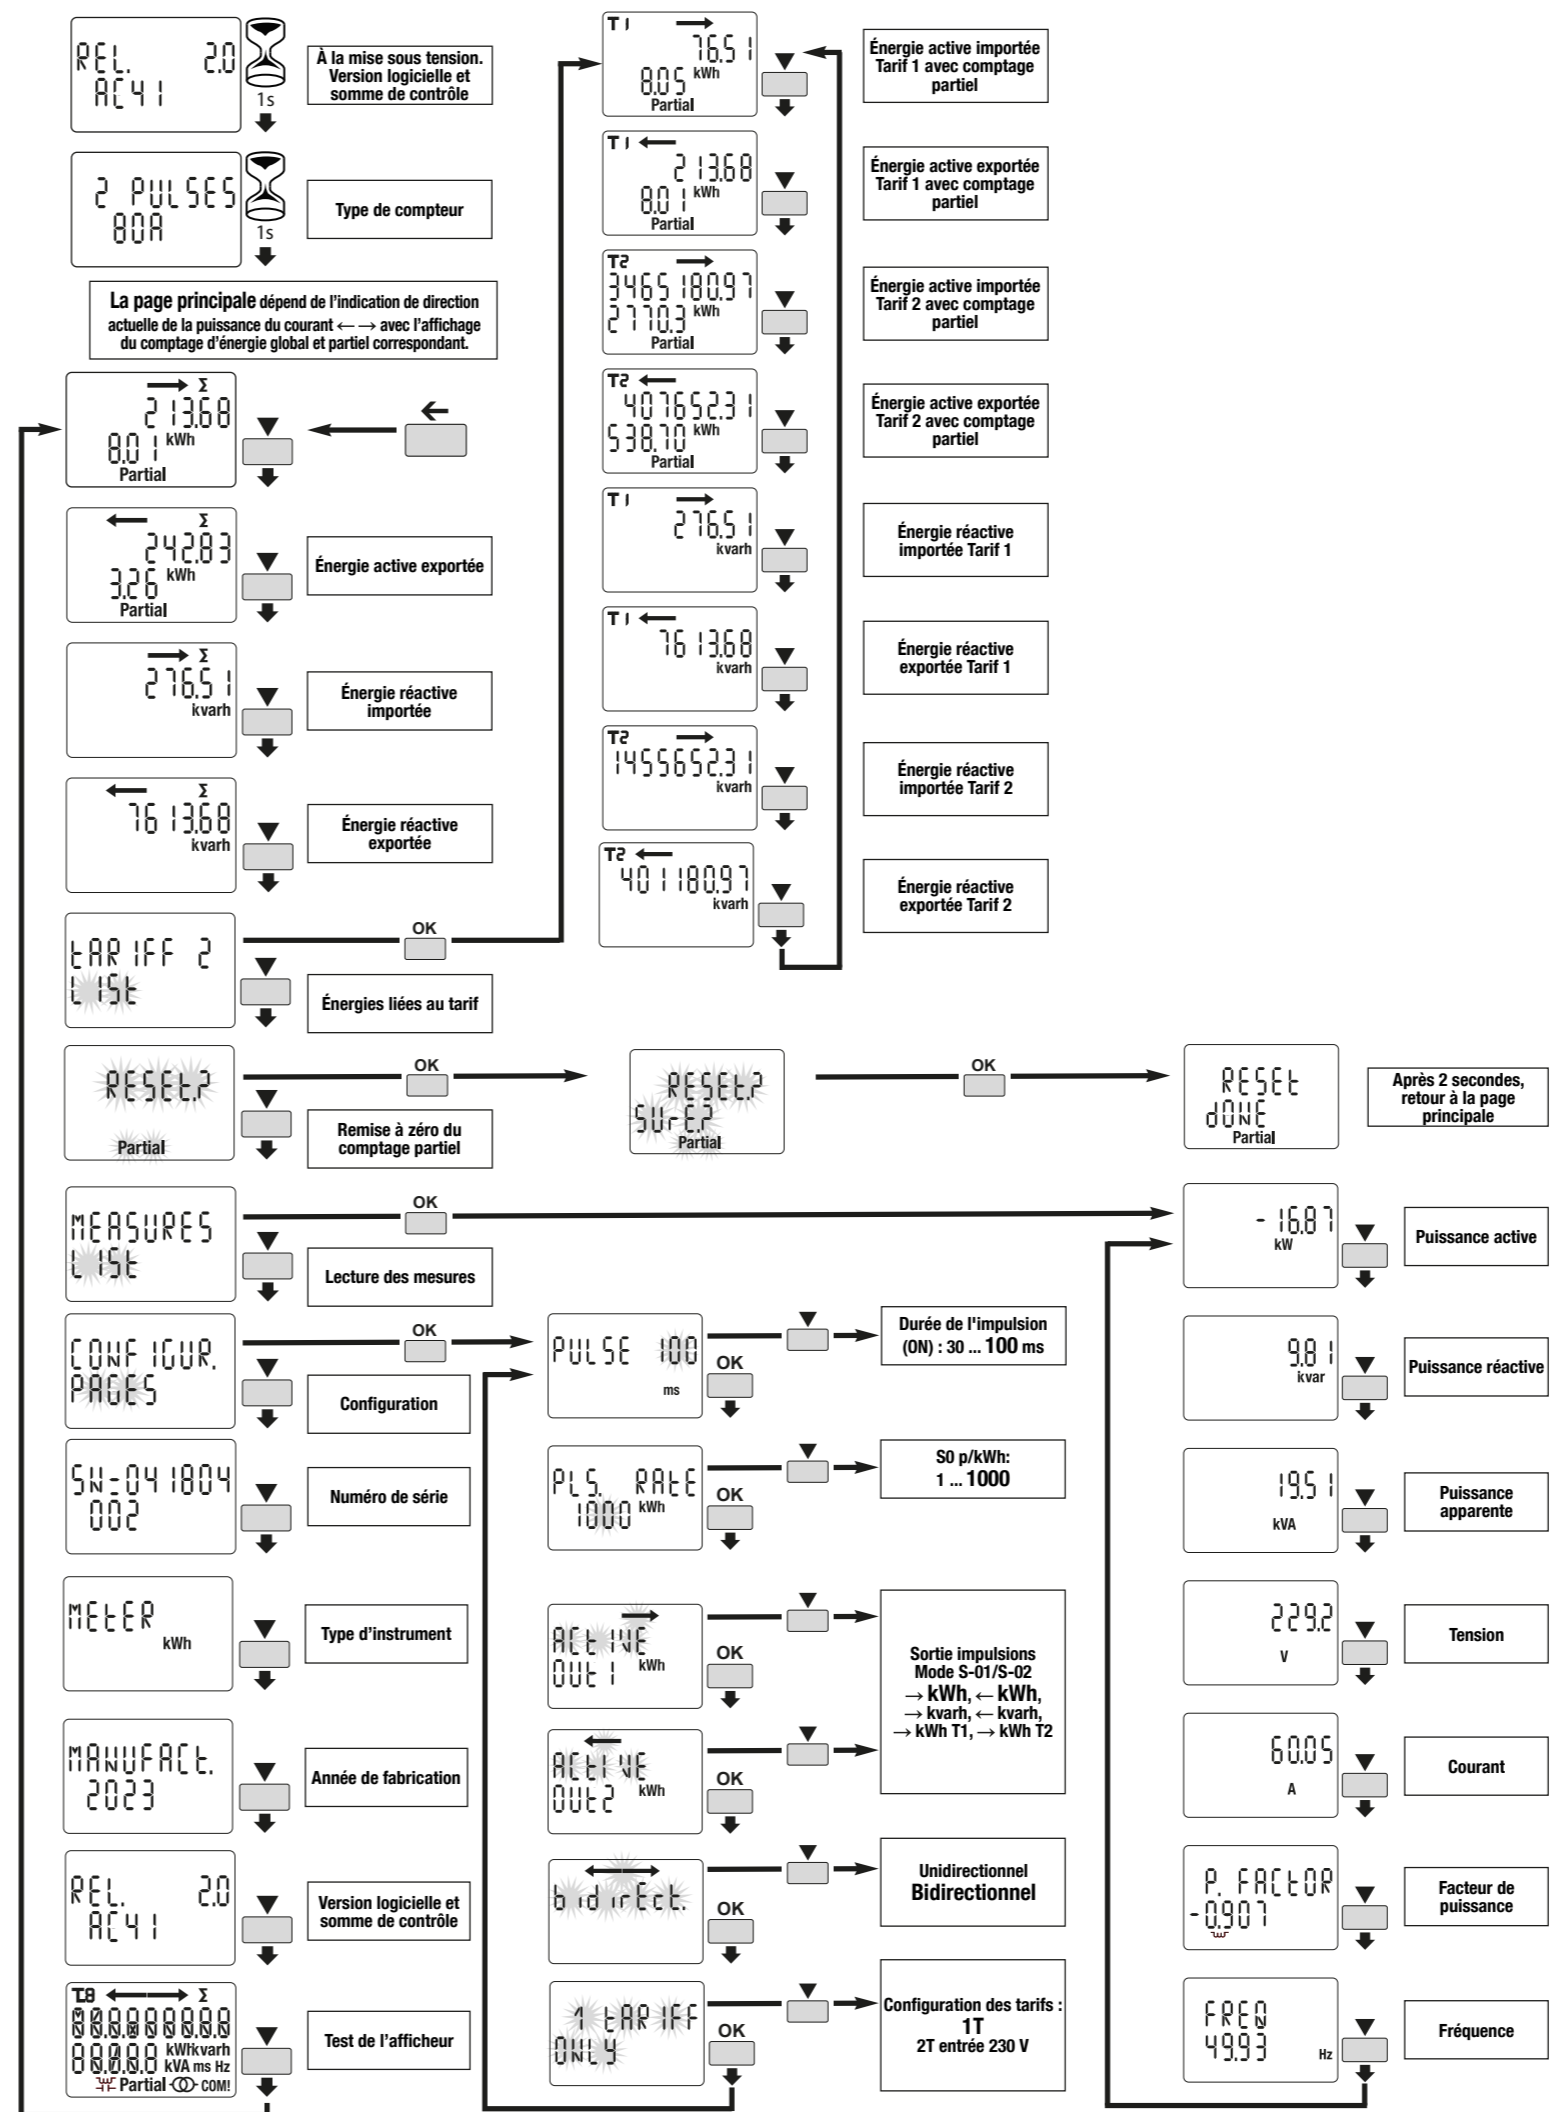 REL. 2.0
AC41
1s
À la mise sous tension.
Version logicielle et
somme de contrôle
2 PULSES
80A
1s
Type de compteur
La page principale dépend de l'indication de direction
actuelle de la puissance du courant ← → avec l'affichage
du comptage d'énergie global et partiel correspondant.
→ Σ
213.68
8.01 kWh
Partial
←
← Σ
242.83
3.26 kWh
Partial
Énergie active exportée
→ Σ
276.51
kvarh
Énergie réactive
importée
← Σ
7613.68
kvarh
Énergie réactive
exportée
tARIFF 2
LISt
OK
Énergies liées au tarif
T1 →
76.51
8.05 kWh
Partial
Énergie active importée
Tarif 1 avec comptage
partiel
T1 ←
213.68
8.01 kWh
Partial
Énergie active exportée
Tarif 1 avec comptage
partiel
T2 →
3465180.97
2770.3 kWh
Partial
Énergie active importée
Tarif 2 avec comptage
partiel
T2 ←
407652.31
538.70 kWh
Partial
Énergie active exportée
Tarif 2 avec comptage
partiel
T1 →
276.51
kvarh
Énergie réactive
importée Tarif 1
T1 ←
7613.68
kvarh
Énergie réactive
exportée Tarif 1
T2 →
1455652.31
kvarh
Énergie réactive
importée Tarif 2
T2 ←
401180.97
kvarh
Énergie réactive
exportée Tarif 2
RESEt.?
Partial
OK
Remise à zéro du
comptage partiel
RESEt.?
SUrE.?
Partial
OK
RESEt
dONE
Partial
Après 2 secondes,
retour à la page
principale
MEASURES
LISt
OK
Lecture des mesures
CONFIGUR.
PAGES
OK
Configuration
SN=041804
002
Numéro de série
MEtER
kWh
Type d'instrument
MANUFACt.
2023
Année de fabrication
REL. 2.0
AC41
Version logicielle et
somme de contrôle
T.8 ← → Σ
kWhkvarh
kVA ms Hz
Partial COM!
Test de l'afficheur
PULSE 100
ms
OK
Durée de l'impulsion
(ON) : 30 ... 100 ms
PLS. RAtE
1000 kWh
OK
S0 p/kWh:
1 ... 1000
→
ACtIVE
OUt1 kWh
OK
←
ACtIVE
OUt2 kWh
OK
Sortie impulsions
Mode S-01/S-02
→ kWh, ← kWh,
→ kvarh, ← kvarh,
→ kWh T1, → kWh T2
bidirEct.
OK
Unidirectionnel
Bidirectionnel
1 tARIFF
ONLY
OK
Configuration des tarifs :
1T
2T entrée 230 V
-16.87
kW
Puissance active
9.81
kvar
Puissance réactive
19.51
kVA
Puissance
apparente
229.2
V
Tension
60.05
A
Courant
P. FACtOR
-0.907
Facteur de
puissance
FREQ
49.93
Hz
Fréquence